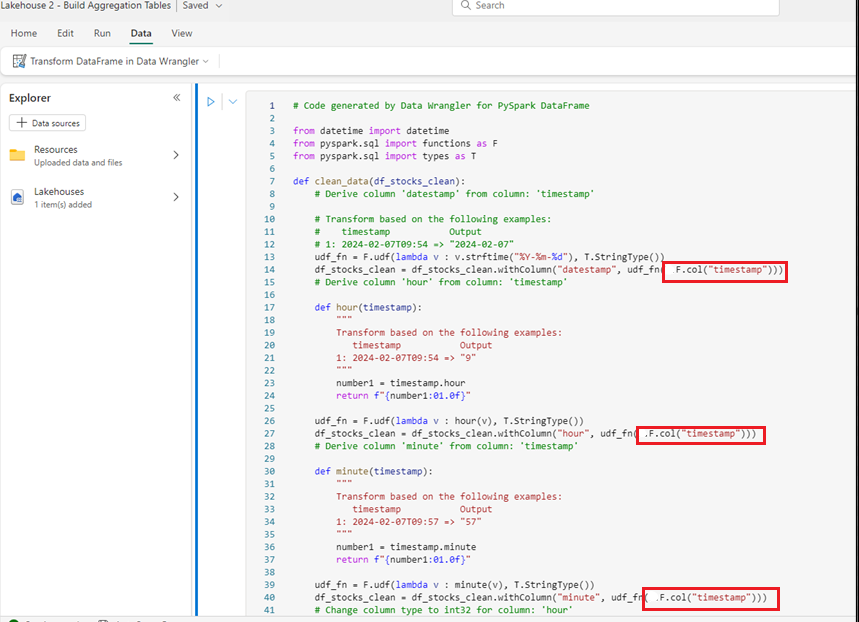 Lakehouse 2 - Build Aggregation Tables | Saved
Search
Home Edit Run Data View
Transform DataFrame in Data Wrangler
Explorer
+ Data sources
Resources
Uploaded data and files
Lakehouses
1 item(s) added
1 # Code generated by Data Wrangler for PySpark DataFrame
2
3 from datetime import datetime
4 from pyspark.sql import functions as F
5 from pyspark.sql import types as T
6
7 def clean_data(df_stocks_clean):
8 # Derive column 'datestamp' from column: 'timestamp'
9
10 # Transform based on the following examples:
11 # timestamp Output
12 # 1: 2024-02-07T09:54 => "2024-02-07"
13 udf_fn = F.udf(lambda v : v.strftime("%Y-%m-%d"), T.StringType())
14 df_stocks_clean = df_stocks_clean.withColumn("datestamp", udf_fn( F.col("timestamp")))
15 # Derive column 'hour' from column: 'timestamp'
16
17 def hour(timestamp):
18 """
19 Transform based on the following examples:
20 timestamp Output
21 1: 2024-02-07T09:54 => "9"
22 """
23 number1 = timestamp.hour
24 return f"{number1:01.0f}"
25
26 udf_fn = F.udf(lambda v : hour(v), T.StringType())
27 df_stocks_clean = df_stocks_clean.withColumn("hour", udf_fn( F.col("timestamp")))
28 # Derive column 'minute' from column: 'timestamp'
29
30 def minute(timestamp):
31 """
32 Transform based on the following examples:
33 timestamp Output
34 1: 2024-02-07T09:57 => "57"
35 """
36 number1 = timestamp.minute
37 return f"{number1:01.0f}"
38
39 udf_fn = F.udf(lambda v : minute(v), T.StringType())
40 df_stocks_clean = df_stocks_clean.withColumn("minute", udf_fn( F.col("timestamp")))
41 # Change column type to int32 for column: 'hour'